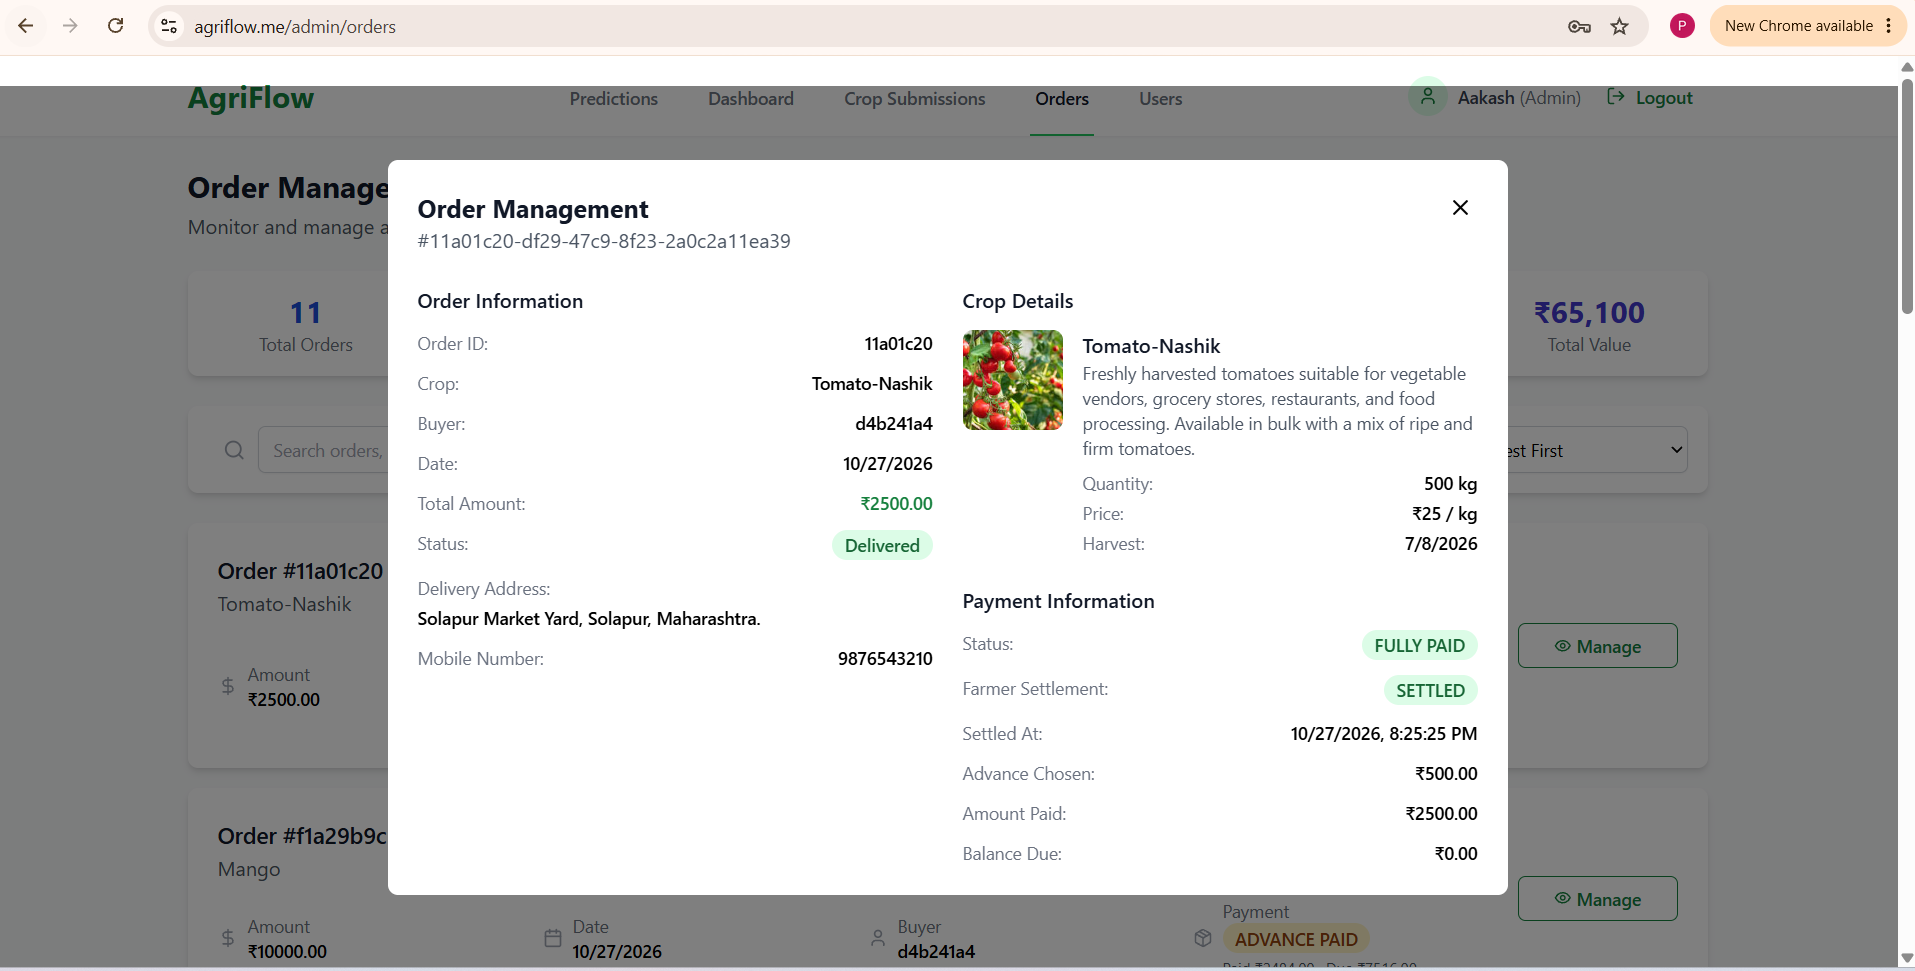 agriflow.me/admin/orders
P
New Chrome available
AgriFlow
Predictions
Dashboard
Crop Submissions
Orders
Users
Aakash (Admin)
Logout
Order Manage
Monitor and manage a
11
Total Orders
₹65,100
Total Value
Search orders,
est First
Order Management
#11a01c20-df29-47c9-8f23-2a0c2a11ea39
Order Information
Order ID: 11a01c20
Crop: Tomato-Nashik
Buyer: d4b241a4
Date: 10/27/2026
Total Amount: ₹2500.00
Status: Delivered
Delivery Address:
Solapur Market Yard, Solapur, Maharashtra.
Mobile Number: 9876543210
Crop Details
Tomato-Nashik
Freshly harvested tomatoes suitable for vegetable
vendors, grocery stores, restaurants, and food
processing. Available in bulk with a mix of ripe and
firm tomatoes.
Quantity: 500 kg
Price: ₹25 / kg
Harvest: 7/8/2026
Payment Information
Status: FULLY PAID
Farmer Settlement: SETTLED
Settled At: 10/27/2026, 8:25:25 PM
Advance Chosen: ₹500.00
Amount Paid: ₹2500.00
Balance Due: ₹0.00
Order #11a01c20
Tomato-Nashik
Amount
₹2500.00
Manage
Order #f1a29b9c
Mango
Amount
₹10000.00
Date
10/27/2026
Buyer
d4b241a4
Payment
ADVANCE PAID
Manage